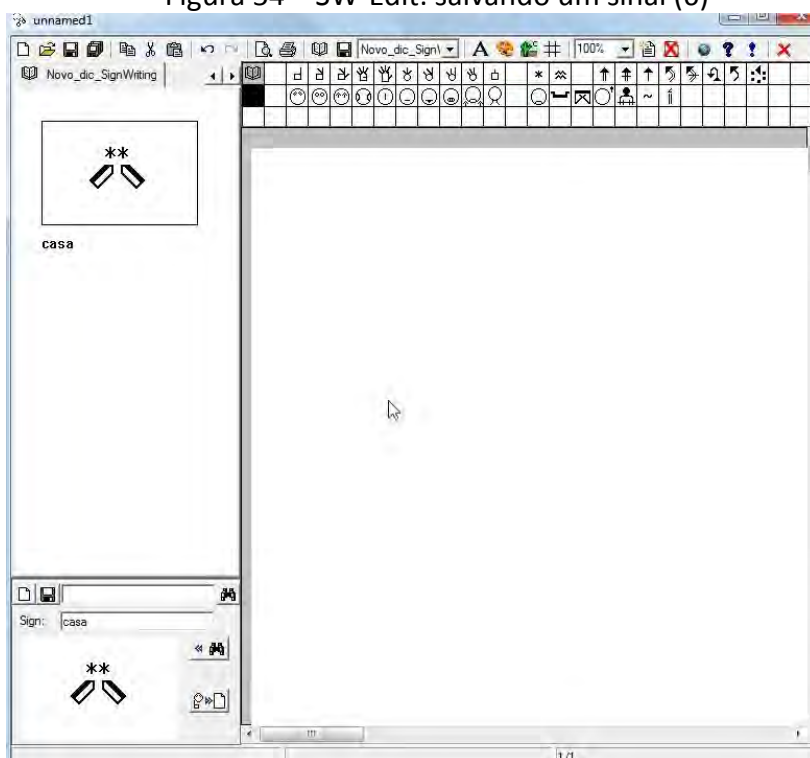 Figura 54 – SW-Edit: salvando um sinal (6)
unnamed1
Novo_dic_Sign\ 100%
Novo_dic_SignWriting
casa
Sign: casa
1/1